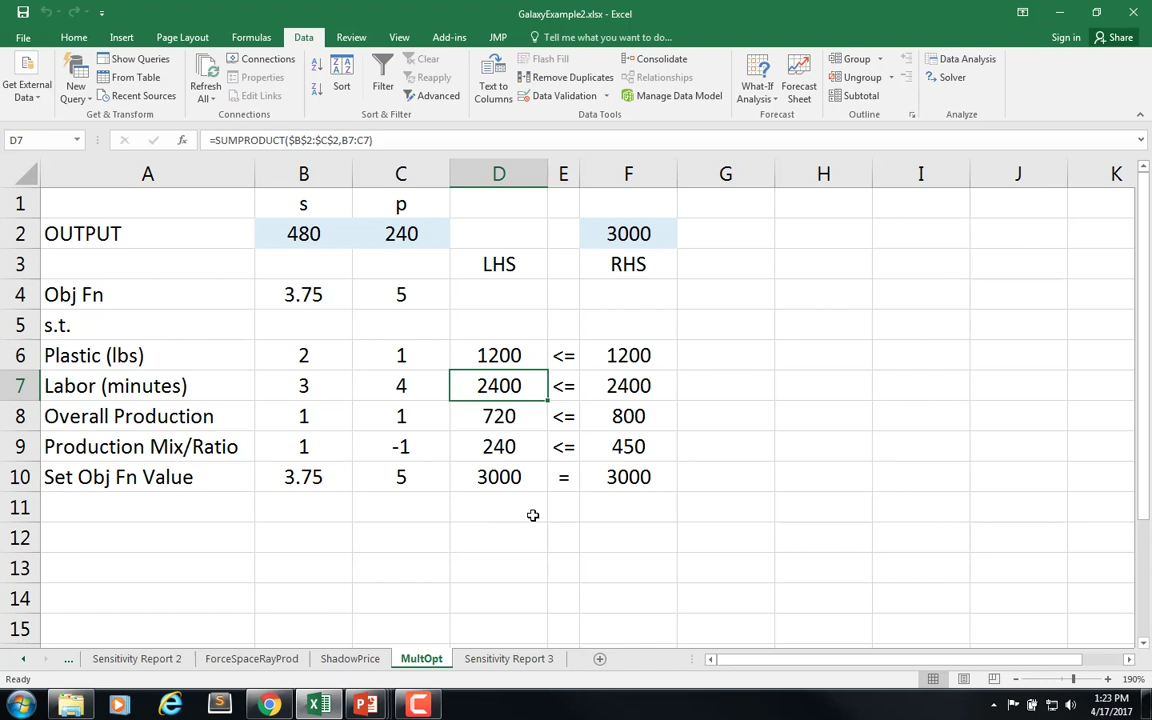 GalaxyExample2.xlsx - Excel
File Home Insert Page Layout Formulas Data Review View Add-ins JMP Tell me what you want to do... Sign in Share
Get External Data
New Query
Show Queries
From Table
Recent Sources
Get & Transform
Refresh All
Connections
Properties
Edit Links
Connections
Sort
Filter
Clear
Reapply
Advanced
Sort & Filter
Text to Columns
Flash Fill
Remove Duplicates
Data Validation
Consolidate
Relationships
Manage Data Model
Data Tools
What-If Analysis
Forecast Sheet
Forecast
Group
Ungroup
Subtotal
Outline
Data Analysis
Solver
Analyze
D7 fx =SUMPRODUCT($B$2:$C$2,B7:C7)
A B C D E F G H I J K
1 s p
2 OUTPUT 480 240 3000
3 LHS RHS
4 Obj Fn 3.75 5
5 s.t.
6 Plastic (lbs) 2 1 1200 <= 1200
7 Labor (minutes) 3 4 2400 <= 2400
8 Overall Production 1 1 720 <= 800
9 Production Mix/Ratio 1 -1 240 <= 450
10 Set Obj Fn Value 3.75 5 3000 = 3000
11
12
13
14
15
... Sensitivity Report 2 ForceSpaceRayProd ShadowPrice MultOpt Sensitivity Report 3
Ready 190%
1:23 PM
4/17/2017